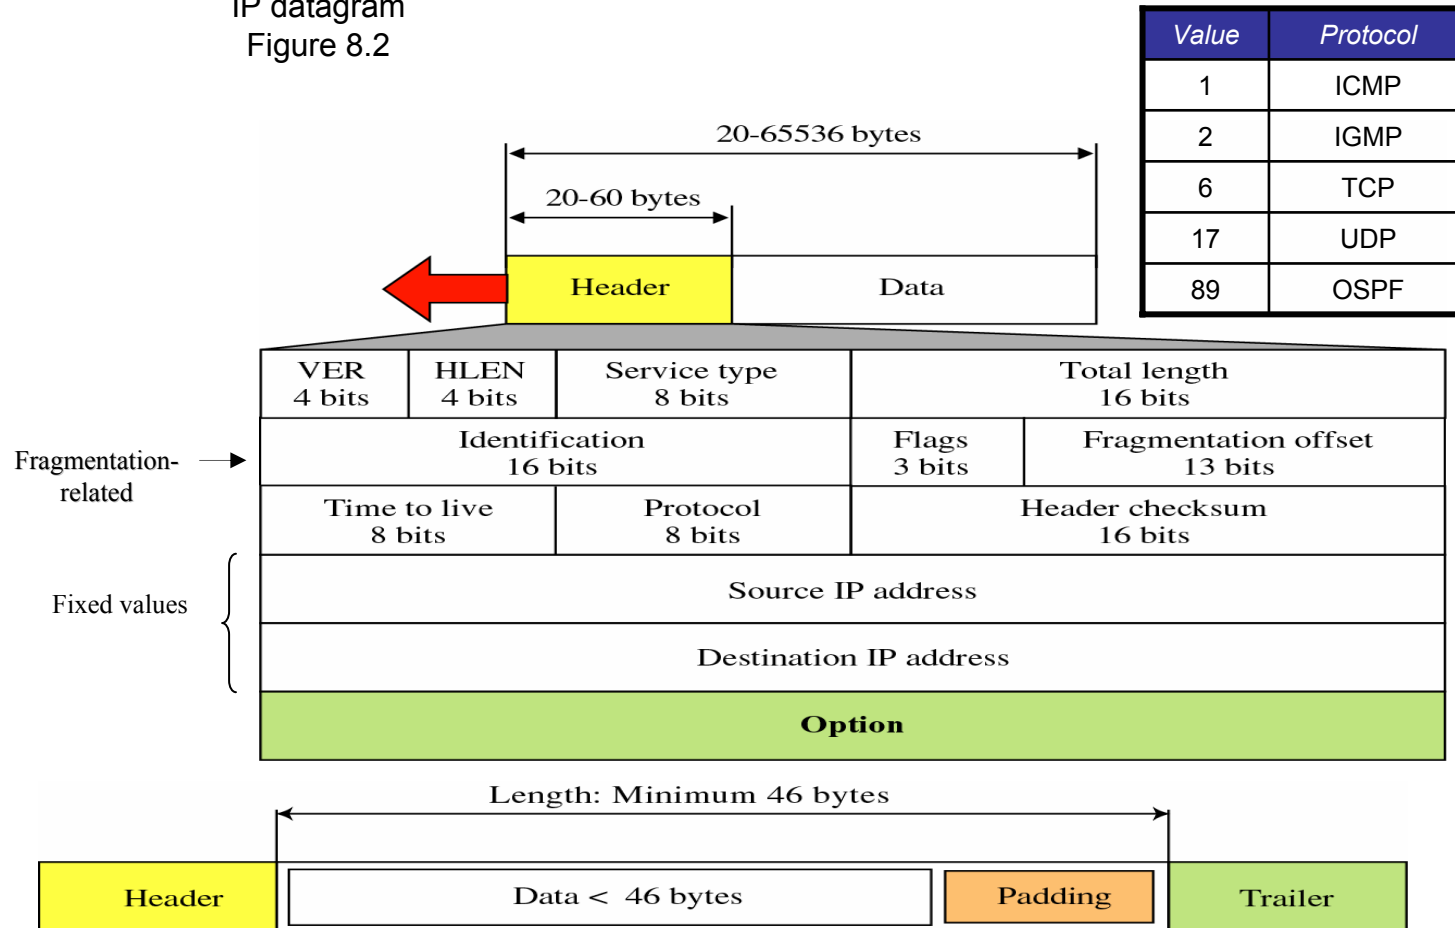 IP datagram
Figure 8.2
Value Protocol
1 ICMP
2 IGMP
6 TCP
17 UDP
89 OSPF
20-65536 bytes
20-60 bytes
Header Data
VER HLEN Service type Total length
4 bits 4 bits 8 bits 16 bits
Fragmentation-
related
Identification Flags Fragmentation offset
16 bits 3 bits 13 bits
Time to live Protocol Header checksum
8 bits 8 bits 16 bits
Fixed values
Source IP address
Destination IP address
Option
Length: Minimum 46 bytes
Header Data < 46 bytes Padding Trailer